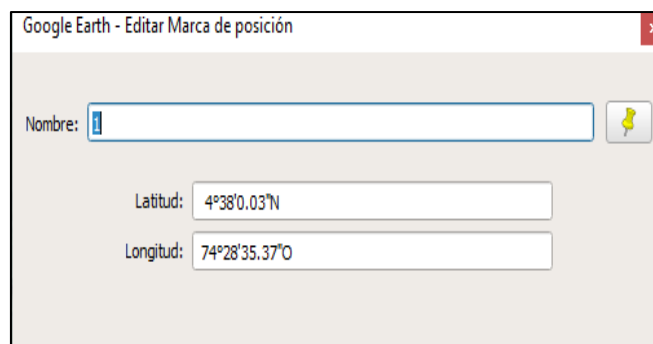 Google Earth - Editar Marca de posición
Nombre: 1
Latitud: 4°38'0.03"N
Longitud: 74°28'35.37"O